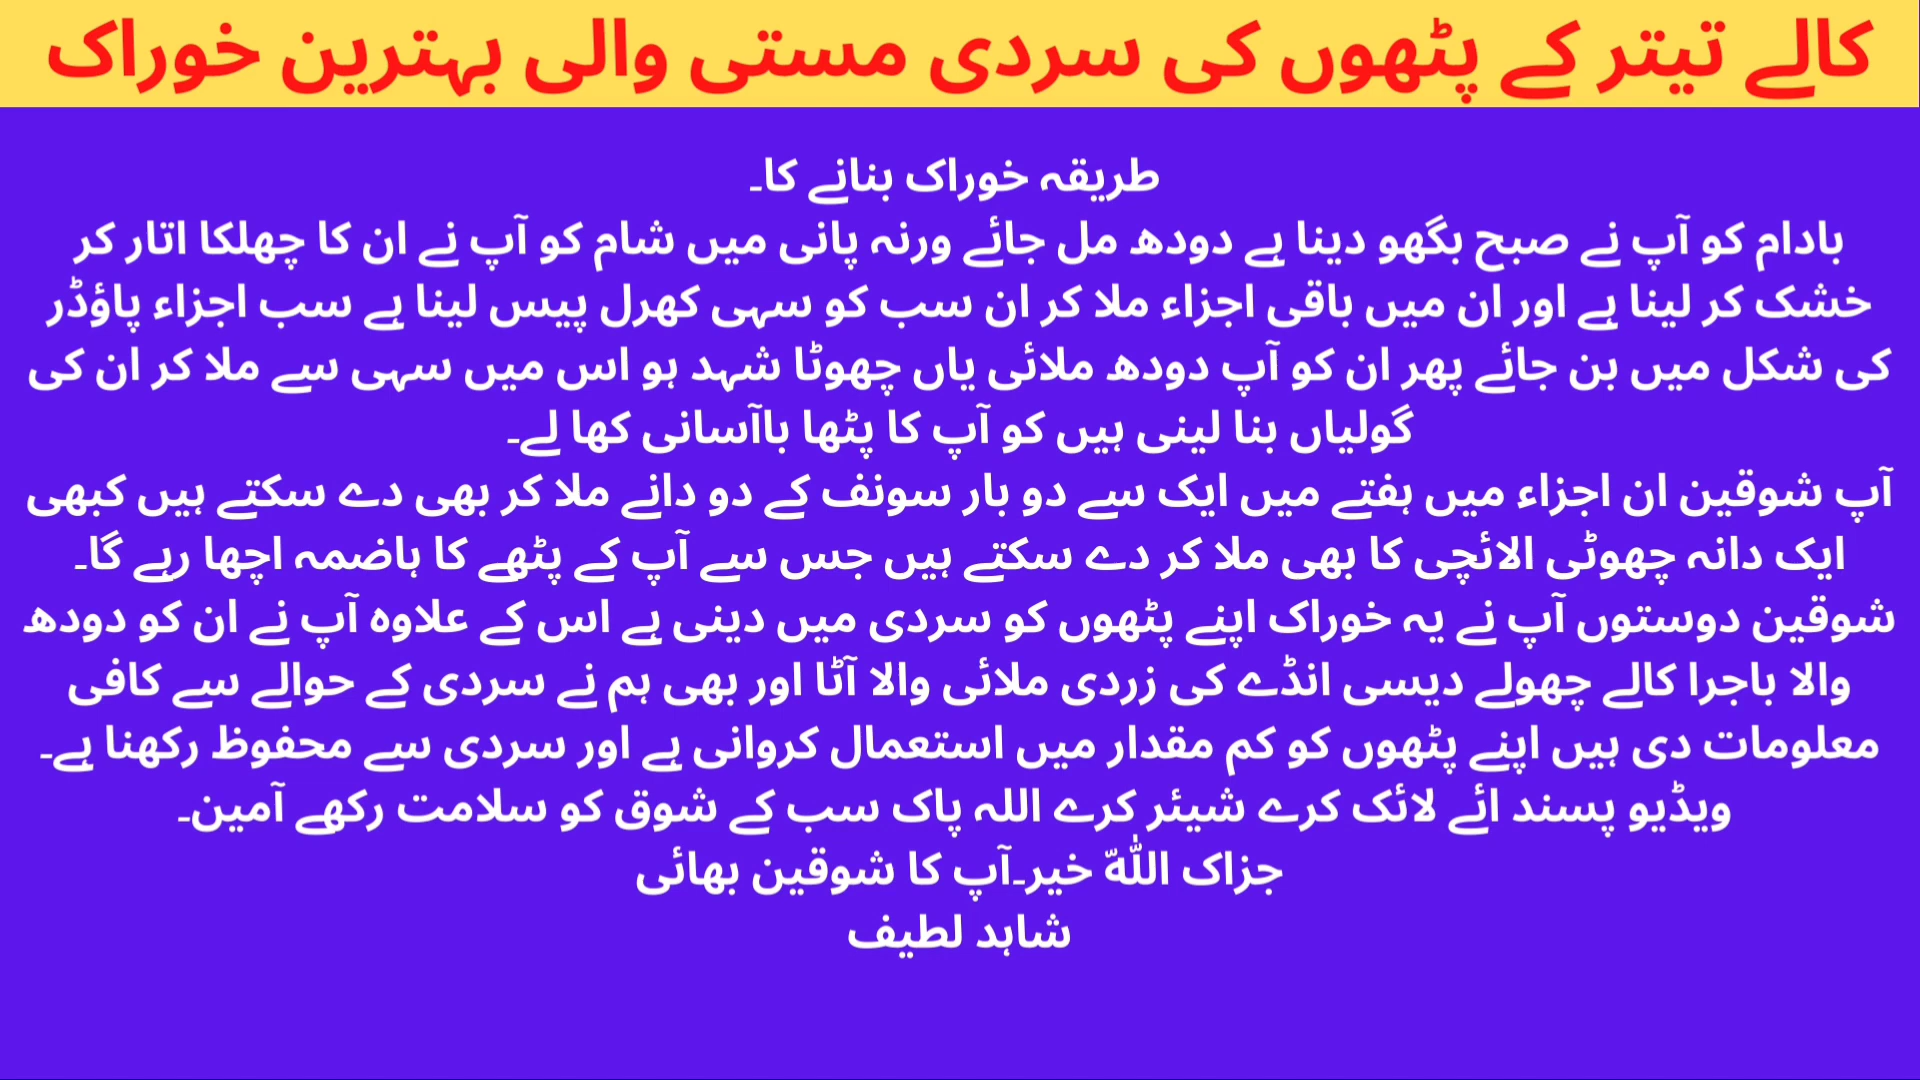 کالے تیتر کے پٹھوں کی سردی مستی والی بہترین خوراک
طریقہ خوراک بنانے کا۔
بادام کو آپ نے صبح بگھو دینا ہے دودھ مل جائے ورنہ پانی میں شام کو آپ نے ان کا چھلکا اتار کر
خشک کر لینا ہے اور ان میں باقی اجزاء ملا کر ان سب کو سہی کھرل پیس لینا ہے سب اجزاء پاؤڈر
کی شکل میں بن جائے پھر ان کو آپ دودھ ملائی یاں چھوٹا شہد ہو اس میں سہی سے ملا کر ان کی
گولیاں بنا لینی ہیں کو آپ کا پٹھا باآسانی کھا لے۔
آپ شوقین ان اجزاء میں ہفتے میں ایک سے دو بار سونف کے دو دانے ملا کر بھی دے سکتے ہیں کبھی
ایک دانہ چھوٹی الائچی کا بھی ملا کر دے سکتے ہیں جس سے آپ کے پٹھے کا ہاضمہ اچھا رہے گا۔
شوقین دوستوں آپ نے یہ خوراک اپنے پٹھوں کو سردی میں دینی ہے اس کے علاوہ آپ نے ان کو دودھ
والا باجرا کالے چھولے دیسی انڈے کی زردی ملائی والا آٹا اور بھی ہم نے سردی کے حوالے سے کافی
معلومات دی ہیں اپنے پٹھوں کو کم مقدار میں استعمال کروانی ہے اور سردی سے محفوظ رکھنا ہے۔
ویڈیو پسند ائے لائک کرے شیئر کرے اللہ پاک سب کے شوق کو سلامت رکھے آمین۔
جزاک اللّٰہ خیر۔آپ کا شوقین بھائی
شاہد لطیف